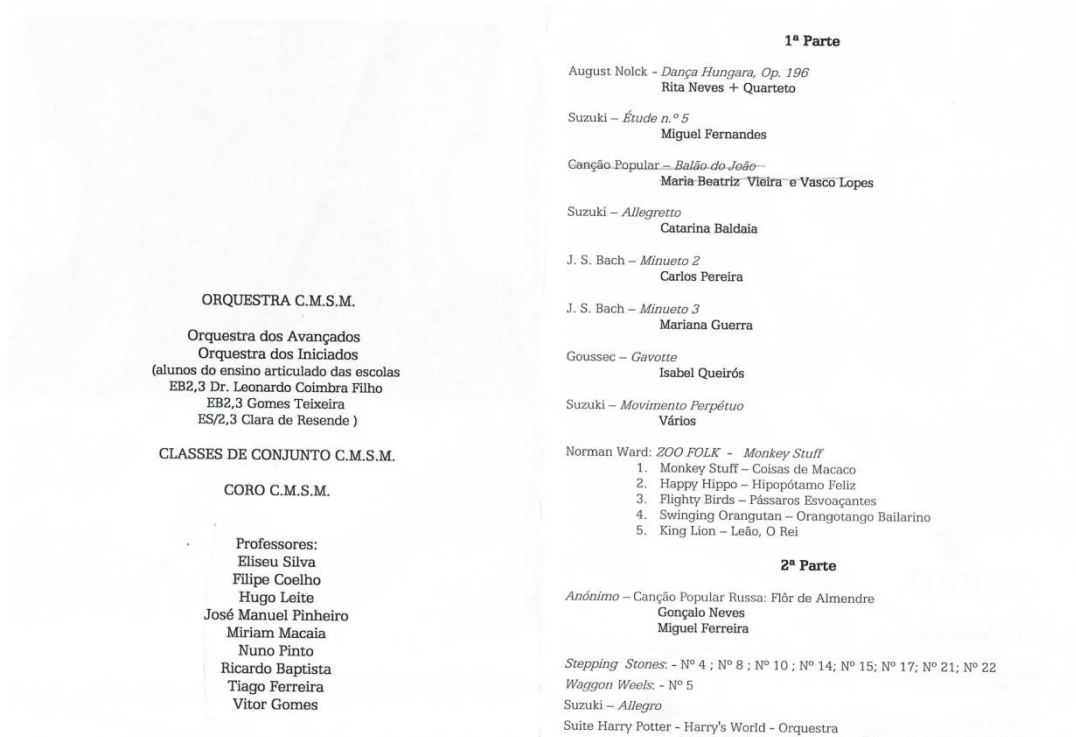 ORQUESTRA C.M.S.M.
Orquestra dos Avançados
Orquestra dos Iniciados
(alunos do ensino articulado das escolas
EB2,3 Dr. Leonardo Coimbra Filho
EB2,3 Gomes Teixeira
ES/2,3 Clara de Resende )
CLASSES DE CONJUNTO C.M.S.M.
CORO C.M.S.M.
Professores:
Eliseu Silva
Filipe Coelho
Hugo Leite
José Manuel Pinheiro
Miriam Macaia
Nuno Pinto
Ricardo Baptista
Tiago Ferreira
Vitor Gomes
1ª Parte
August Nolck - Dança Hungara, Op. 196
Rita Neves + Quarteto
Suzuki – Étude n.º 5
Miguel Fernandes
Canção Popular – Balão do João
Maria Beatriz Vieira e Vasco Lopes
Suzuki – Allegretto
Catarina Baldaia
J. S. Bach – Minueto 2
Carlos Pereira
J. S. Bach – Minueto 3
Mariana Guerra
Goussec – Gavotte
Isabel Queirós
Suzuki – Movimento Perpétuo
Vários
Norman Ward: ZOO FOLK - Monkey Stuff
1. Monkey Stuff – Coisas de Macaco
2. Happy Hippo – Hipopótamo Feliz
3. Flighty Birds – Pássaros Esvoaçantes
4. Swinging Orangutan – Orangotango Bailarino
5. King Lion – Leão, O Rei
2ª Parte
Anónimo – Canção Popular Russa: Flôr de Almendre
Gonçalo Neves
Miguel Ferreira
Stepping Stones: - Nº 4 ; Nº 8 ; Nº 10 ; Nº 14; Nº 15; Nº 17; Nº 21; Nº 22
Waggon Weels: - Nº 5
Suzuki – Allegro
Suite Harry Potter - Harry's World - Orquestra